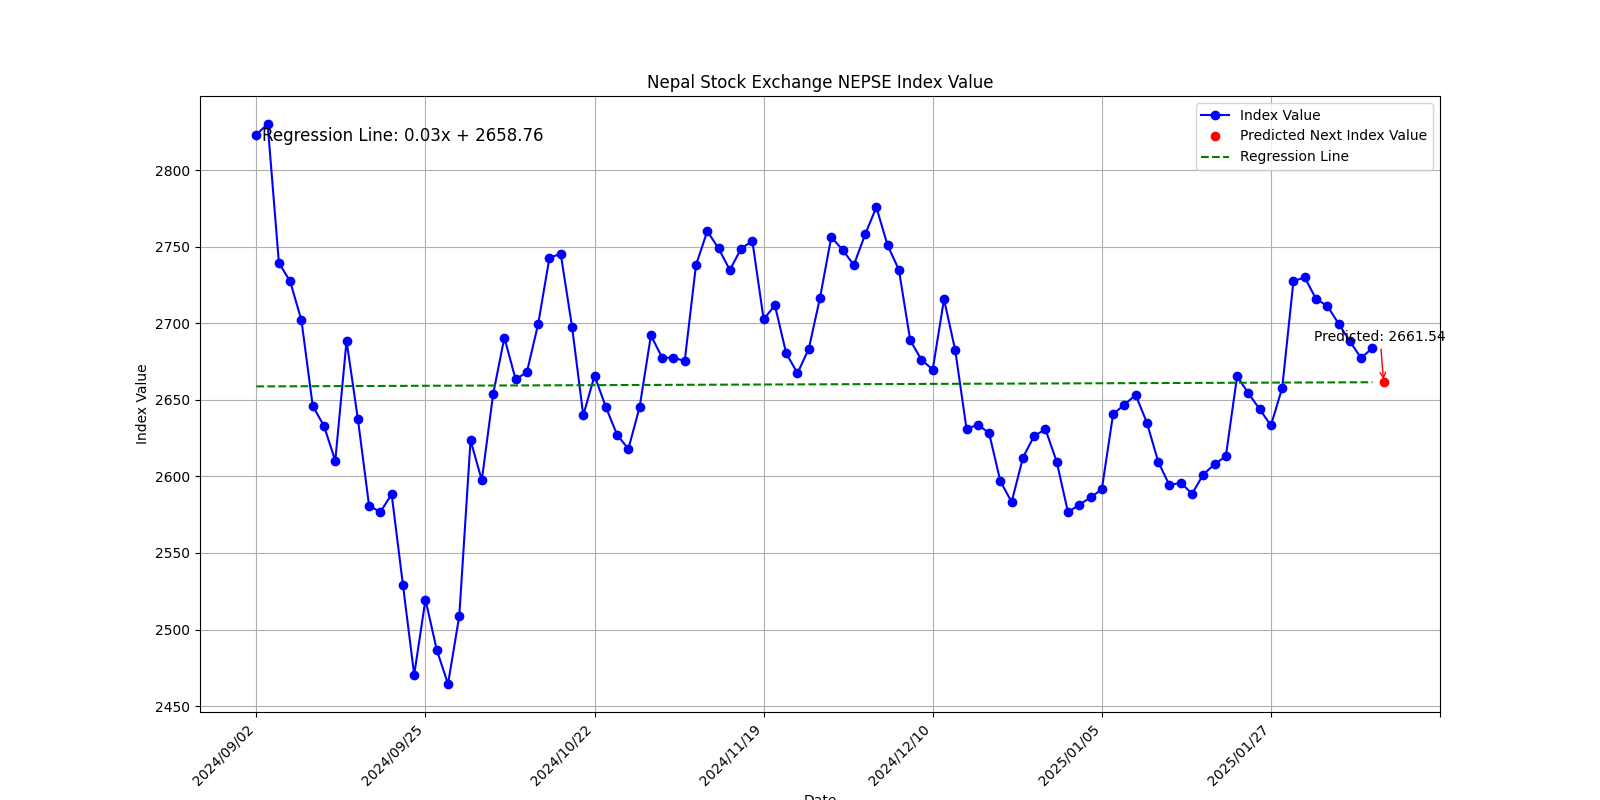 Nepal Stock Exchange NEPSE Index Value
Regression Line: 0.03x + 2658.76
Index Value
Predicted Next Index Value
Regression Line
Predicted: 2661.54
Index Value
2800
2750
2700
2650
2600
2550
2500
2450
2024/09/02
2024/09/25
2024/10/22
2024/11/19
2024/12/10
2025/01/05
2025/01/27
Date